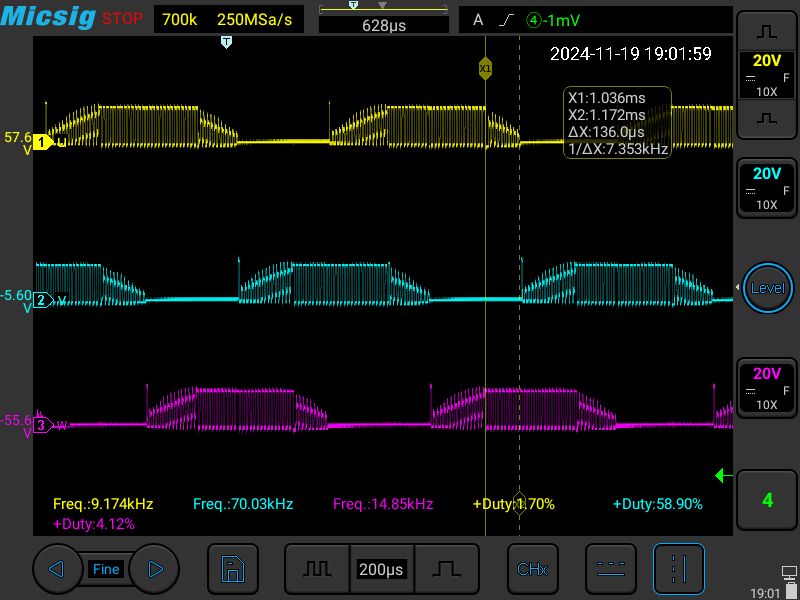 Micsig STOP 700k 250MSa/s 628µs A 4 -1mV
T
T
2024-11-19 19:01:59
X1
X1:1.036ms
X2:1.172ms
ΔX:136.0µs
1/ΔX:7.353kHz
57.6
V
1 U
-5.60
V
2 V
-55.6
V
3 W
20V
F
10X
20V
F
10X
Level
20V
F
10X
4
Freq.:9.174kHz Freq.:70.03kHz Freq.:14.85kHz +Duty:1.70% +Duty:58.90%
+Duty:4.12%
Fine 200µs CHx
19:01